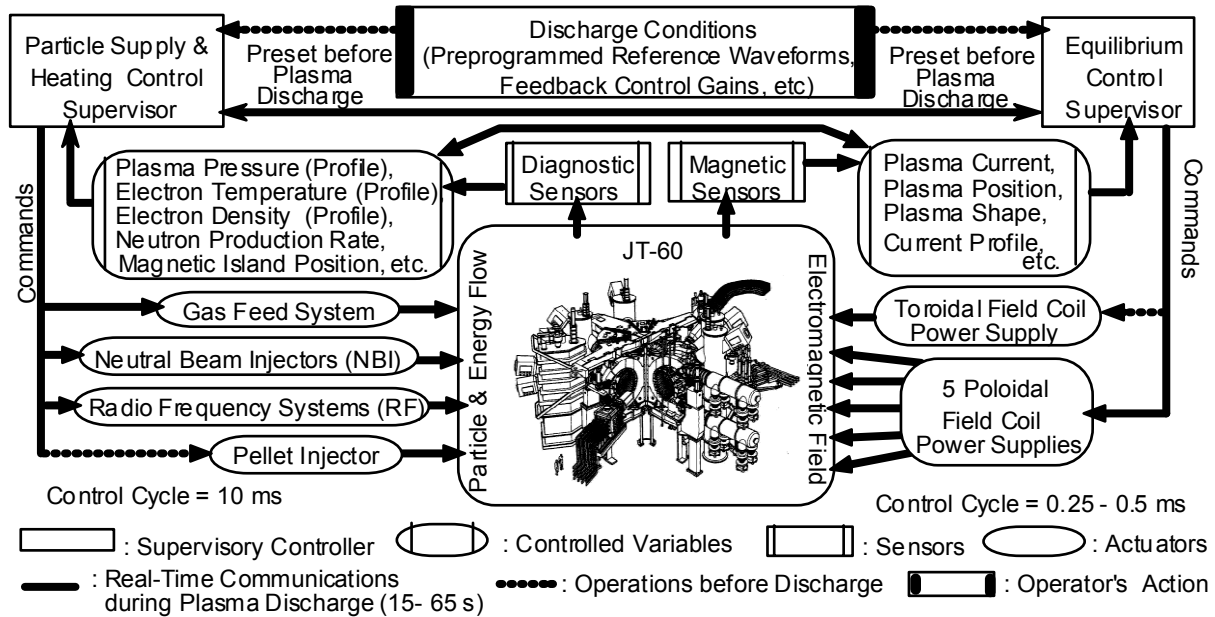 Particle Supply &
Heating Control
Supervisor
Preset before
Plasma
Discharge
Discharge Conditions
(Preprogrammed Reference Waveforms,
Feedback Control Gains, etc)
Preset before
Plasma
Discharge
Equilibrium
Control
Supervisor
Plasma Pressure (Profile),
Electron Temperature (Profile),
Electron Density (Profile),
Neutron Production Rate,
Magnetic Island Position, etc.
Diagnostic
Sensors
Magnetic
Sensors
Plasma Current,
Plasma Position,
Plasma Shape,
Current Profile,
etc.
Commands
Commands
Gas Feed System
Neutral Beam Injectors (NBI)
Radio Frequency Systems (RF)
Pellet Injector
Particle & Energy Flow
JT-60
Electromagnetic Field
Toroidal Field Coil
Power Supply
5 Poloidal
Field Coil
Power Supplies
Control Cycle = 10 ms
Control Cycle = 0.25 - 0.5 ms
: Supervisory Controller
: Controlled Variables
: Sensors
: Actuators
: Real-Time Communications
during Plasma Discharge (15- 65 s)
: Operations before Discharge
: Operator's Action